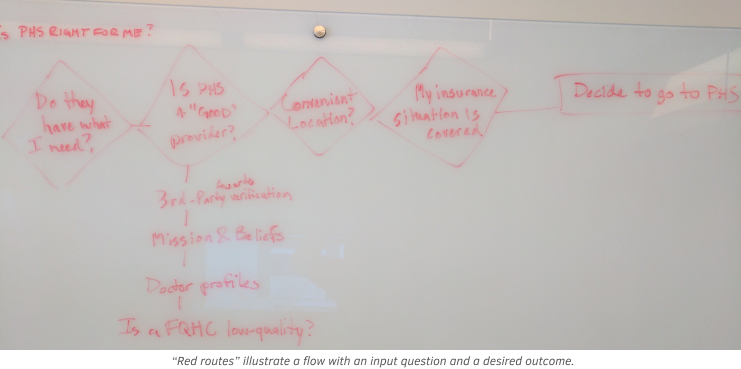 is PHS RIGHT FOR ME?
Do they
have what
I need?
Is PHS
a "GOOD"
provider?
Convenient
Location?
My insurance
situation is
covered.
Decide to go to PHS
Awards
3rd-Party verification
Mission & Beliefs
Doctor profiles
Is a FQHC low-quality?
“Red routes” illustrate a flow with an input question and a desired outcome.